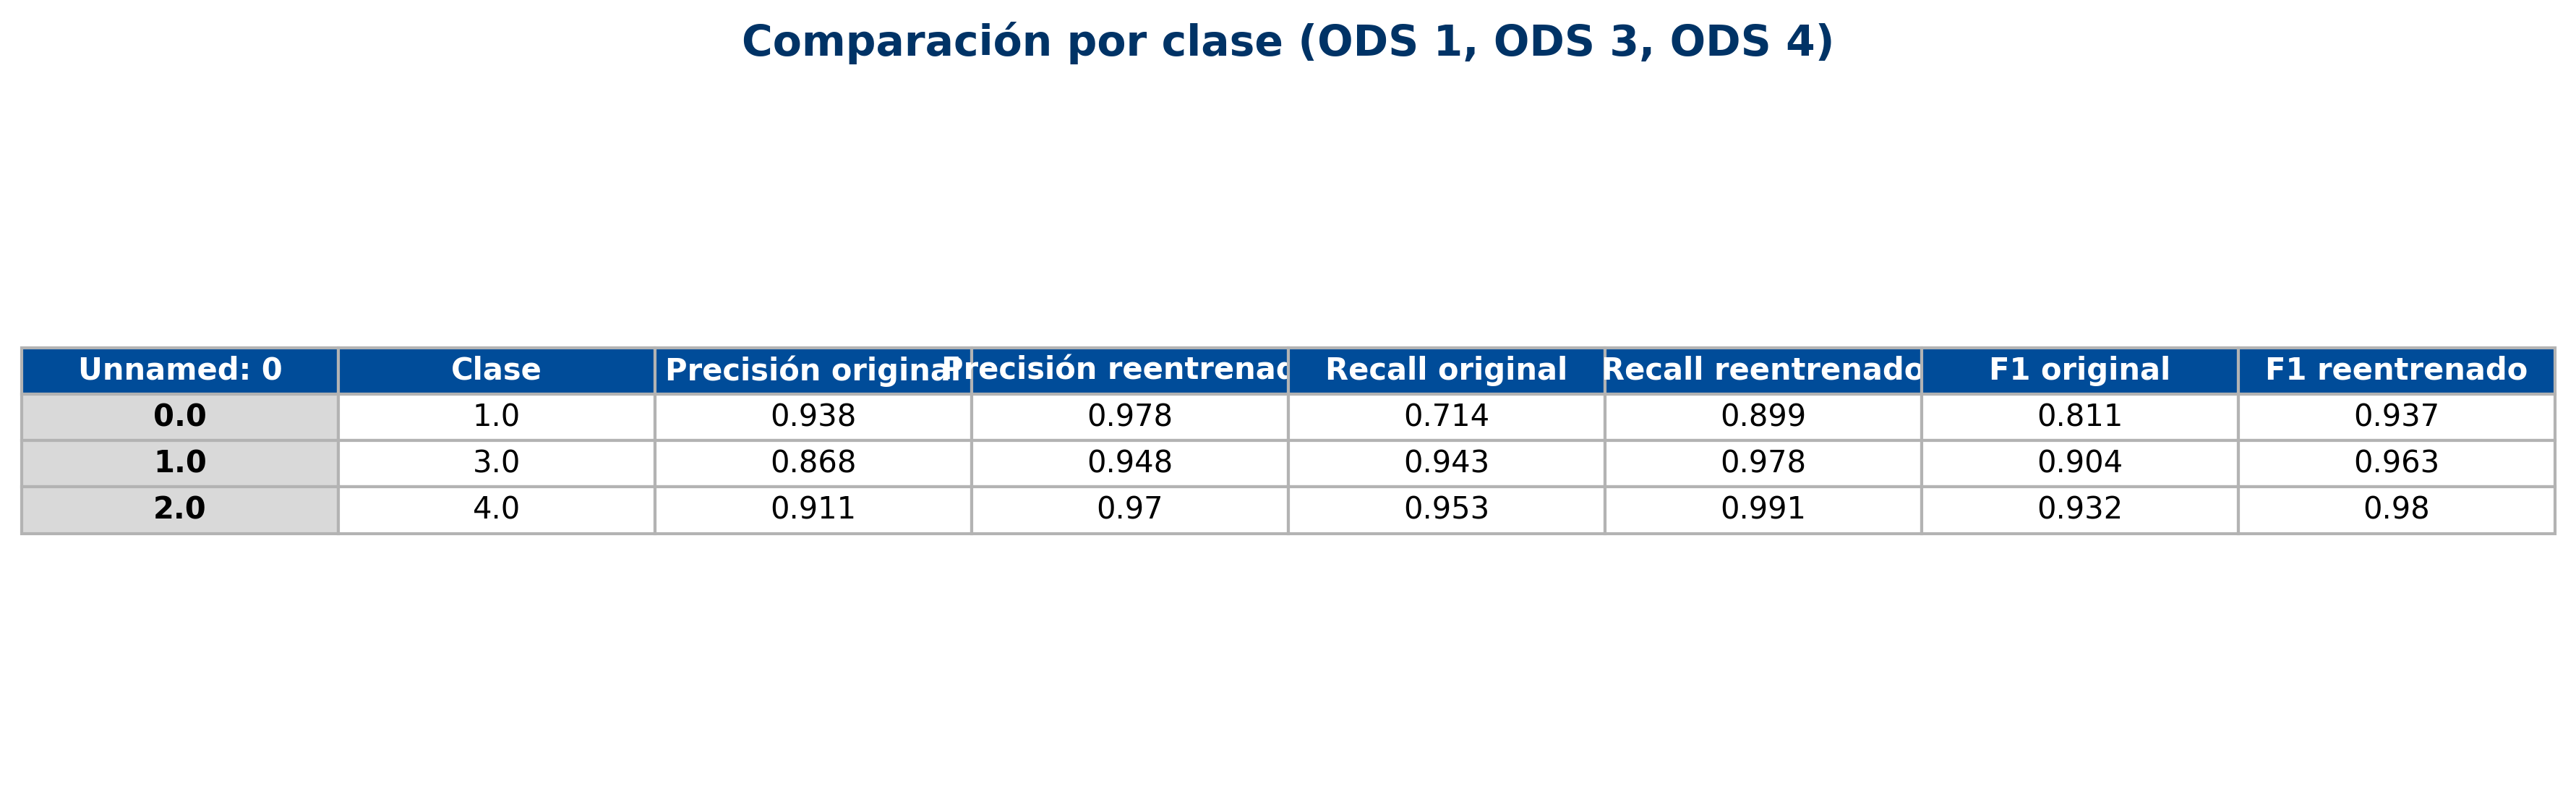 Comparación por clase (ODS 1, ODS 3, ODS 4)
Unnamed: 0 Clase Precisión original Precisión reentrenado Recall original Recall reentrenado F1 original F1 reentrenado
0.0 1.0 0.938 0.978 0.714 0.899 0.811 0.937
1.0 3.0 0.868 0.948 0.943 0.978 0.904 0.963
2.0 4.0 0.911 0.97 0.953 0.991 0.932 0.98